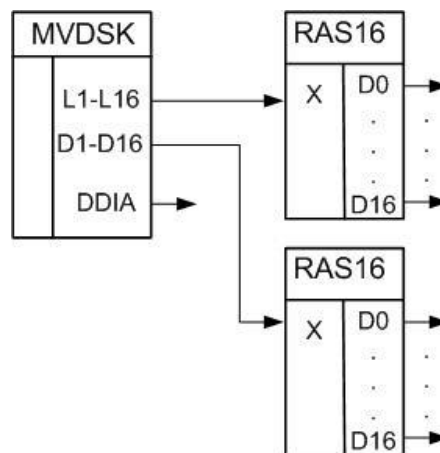 MVDSK
L1-L16
D1-D16
DDIA
RAS16
X
D0
D16
RAS16
X
D0
D16